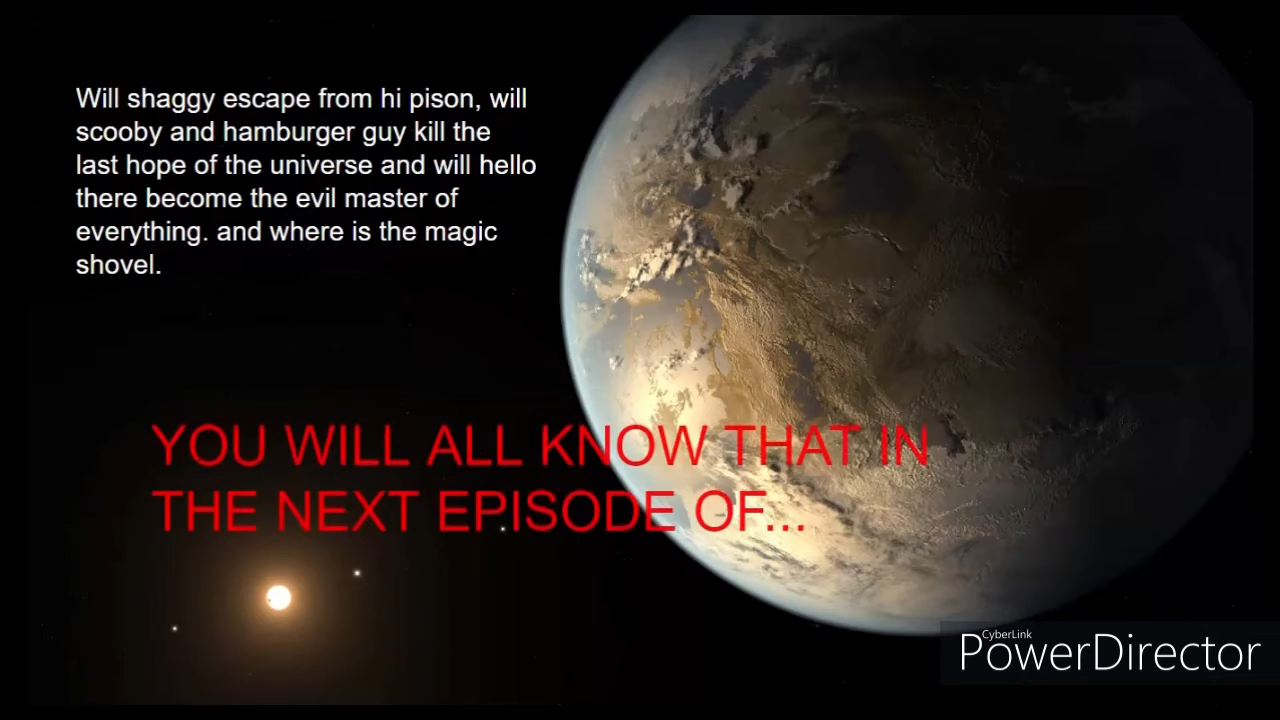 Will shaggy escape from hi pison, will
scooby and hamburger guy kill the
last hope of the universe and will hello
there become the evil master of
everything. and where is the magic
shovel.
YOU WILL ALL KNOW THAT IN
THE NEXT EPISODE OF...
CyberLink
PowerDirector